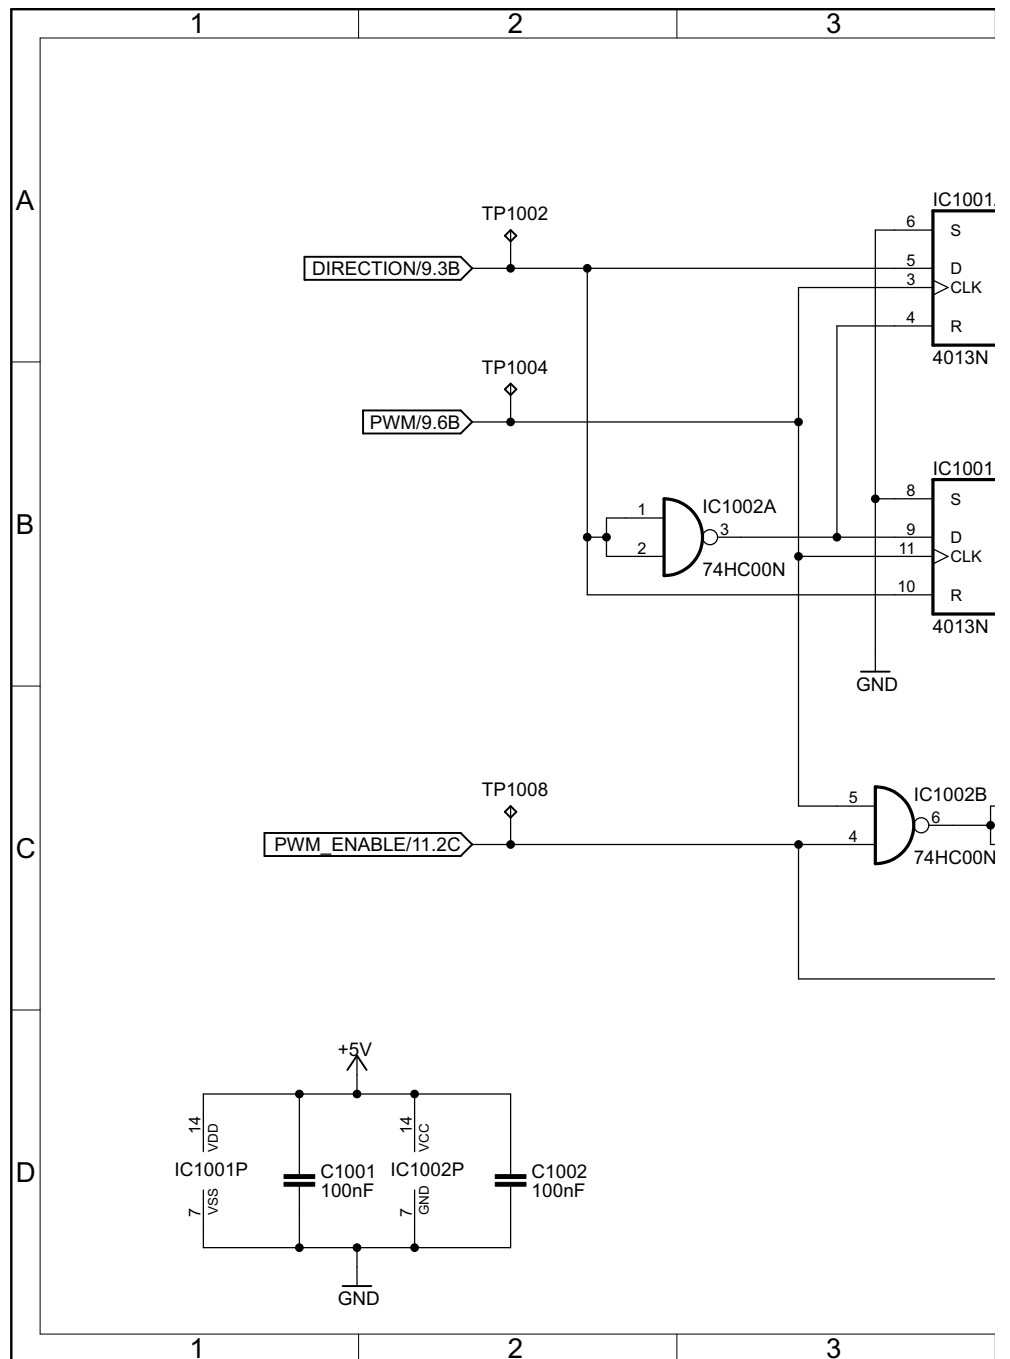 1 2 3
A
TP1002
DIRECTION/9.3B
IC1001
6 S
5 D
3 CLK
4 R
4013N
TP1004
PWM/9.6B
B
IC1001
8 S
9 D
11 CLK
10 R
4013N
1
2
IC1002A
3
74HC00N
GND
C
TP1008
PWM_ENABLE/11.2C
5
4
IC1002B
6
74HC00N
D
+5V
14 VDD
IC1001P
7 VSS
C1001
100nF
14 VCC
IC1002P
7 GND
C1002
100nF
GND
1 2 3